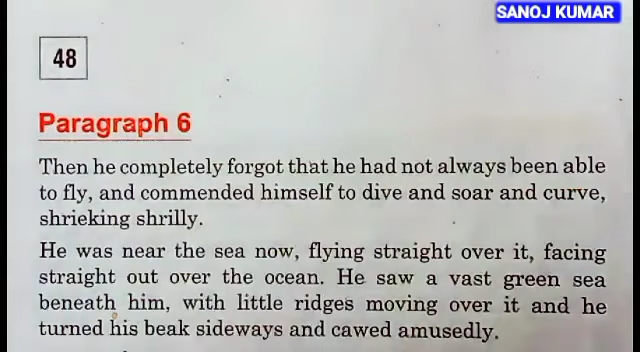 SANOJ KUMAR
48
Paragraph 6
Then he completely forgot that he had not always been able
to fly, and commended himself to dive and soar and curve,
shrieking shrilly.
He was near the sea now, flying straight over it, facing
straight out over the ocean. He saw a vast green sea
beneath him, with little ridges moving over it and he
turned his beak sideways and cawed amusedly.